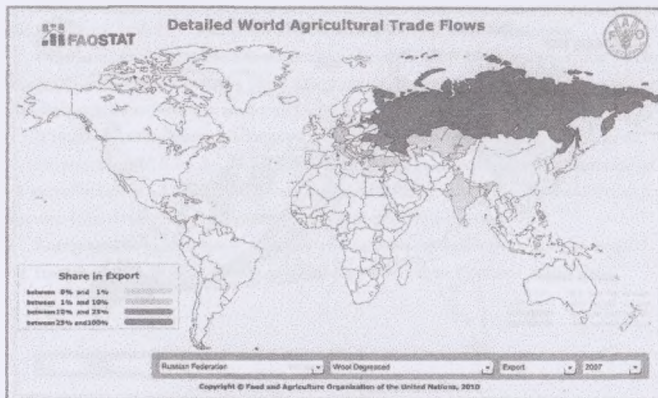 FAOSTAT
Detailed World Agricultural Trade Flows
Share in Export
between 0% and 1%
between 1% and 10%
between 10% and 25%
between 25% and 100%
Russian Federation Wool Degreased Export 2007
Copyright © Food and Agriculture Organization of the United Nations, 2010